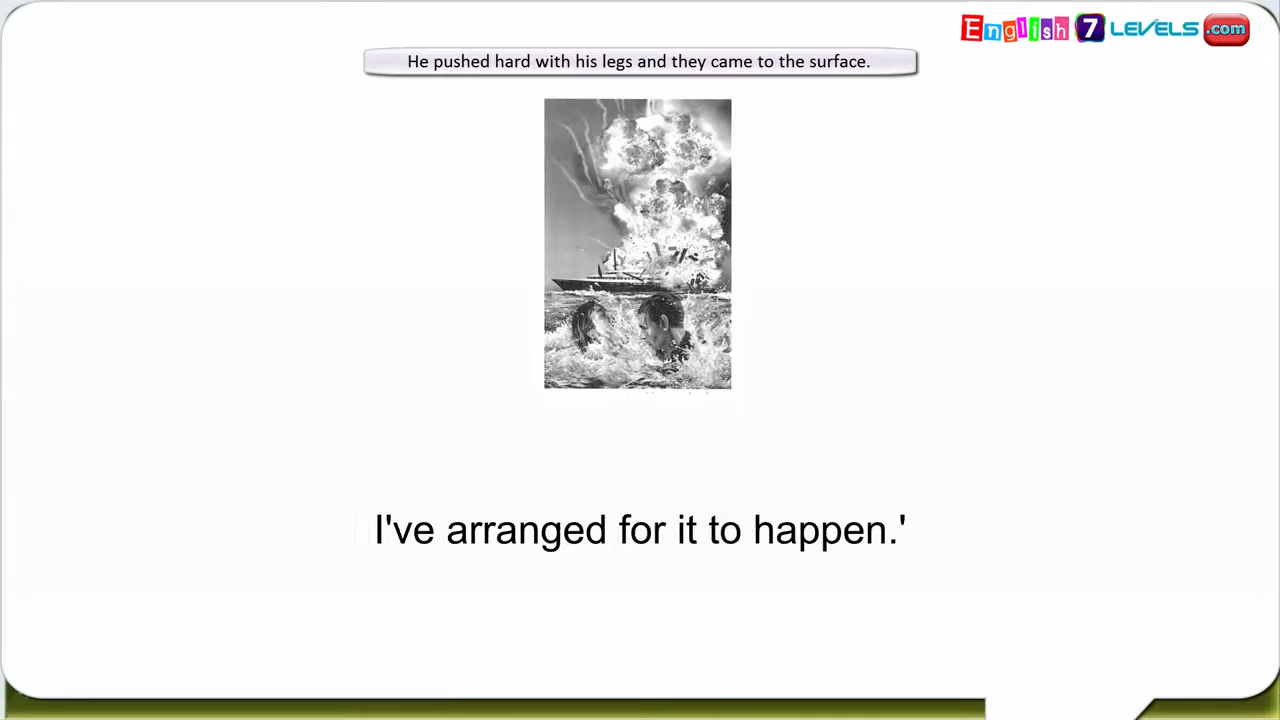 English 7 LEVELS .com
He pushed hard with his legs and they came to the surface.
I've arranged for it to happen.'